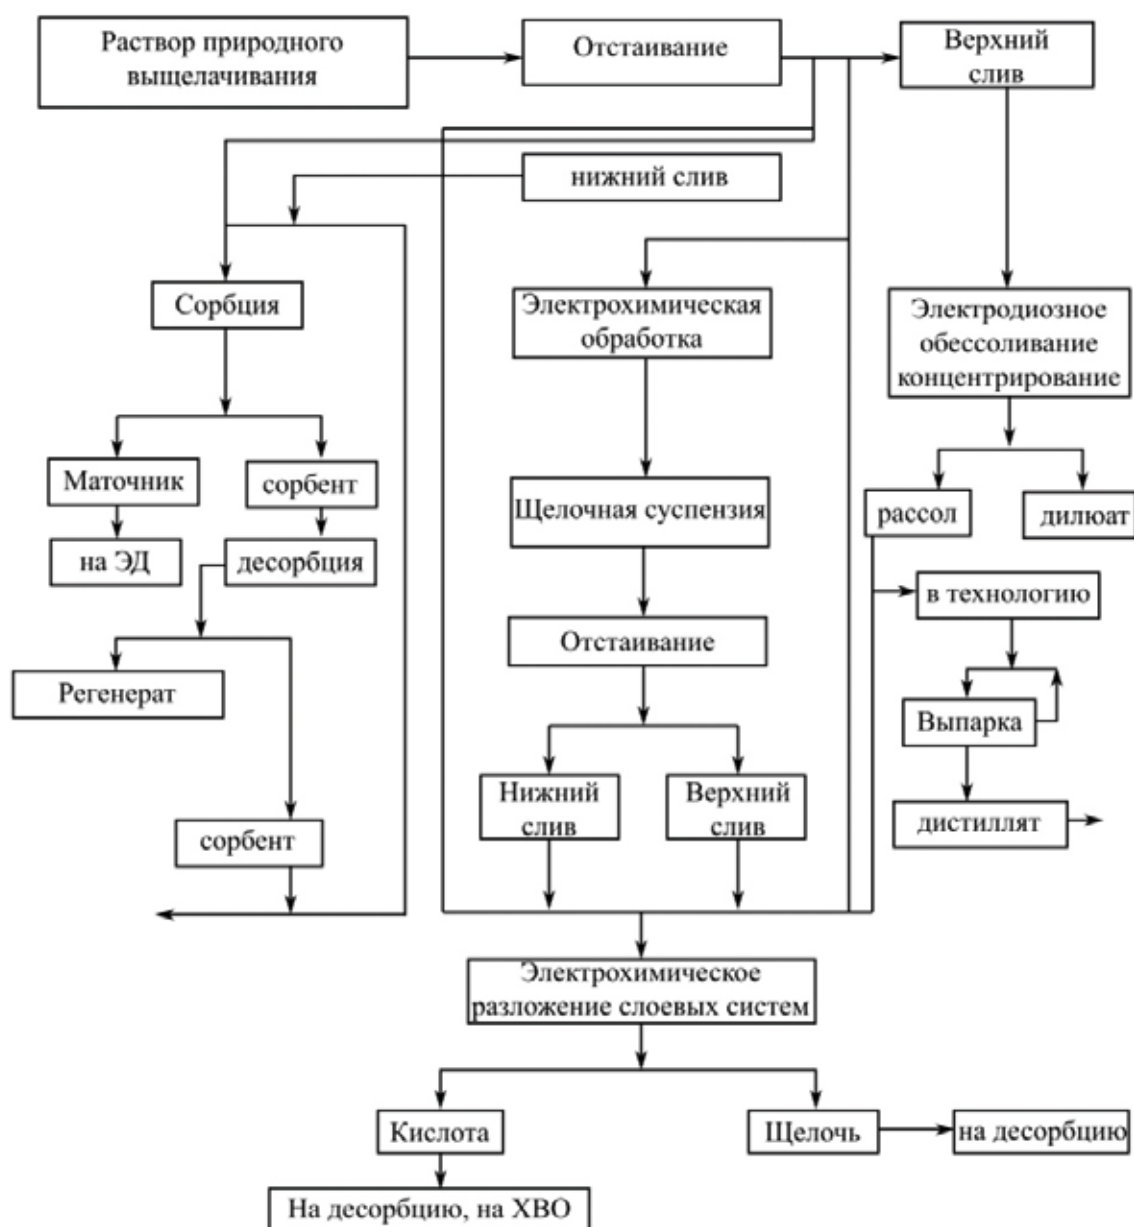 Раствор природного
выщелачивания
Отстаивание
Верхний
слив
нижний слив
Сорбция
Электрохимическая
обработка
Электродиозное
обессоливание
концентрирование
Маточник
сорбент
Щелочная суспензия
рассол
дилюат
на ЭД
десорбция
в технологию
Отстаивание
Регенерат
Выпарка
Нижний
слив
Верхний
слив
дистиллят
сорбент
Электрохимическое
разложение слоевых систем
Кислота
Щелочь
на десорбцию
На десорбцию, на ХВО